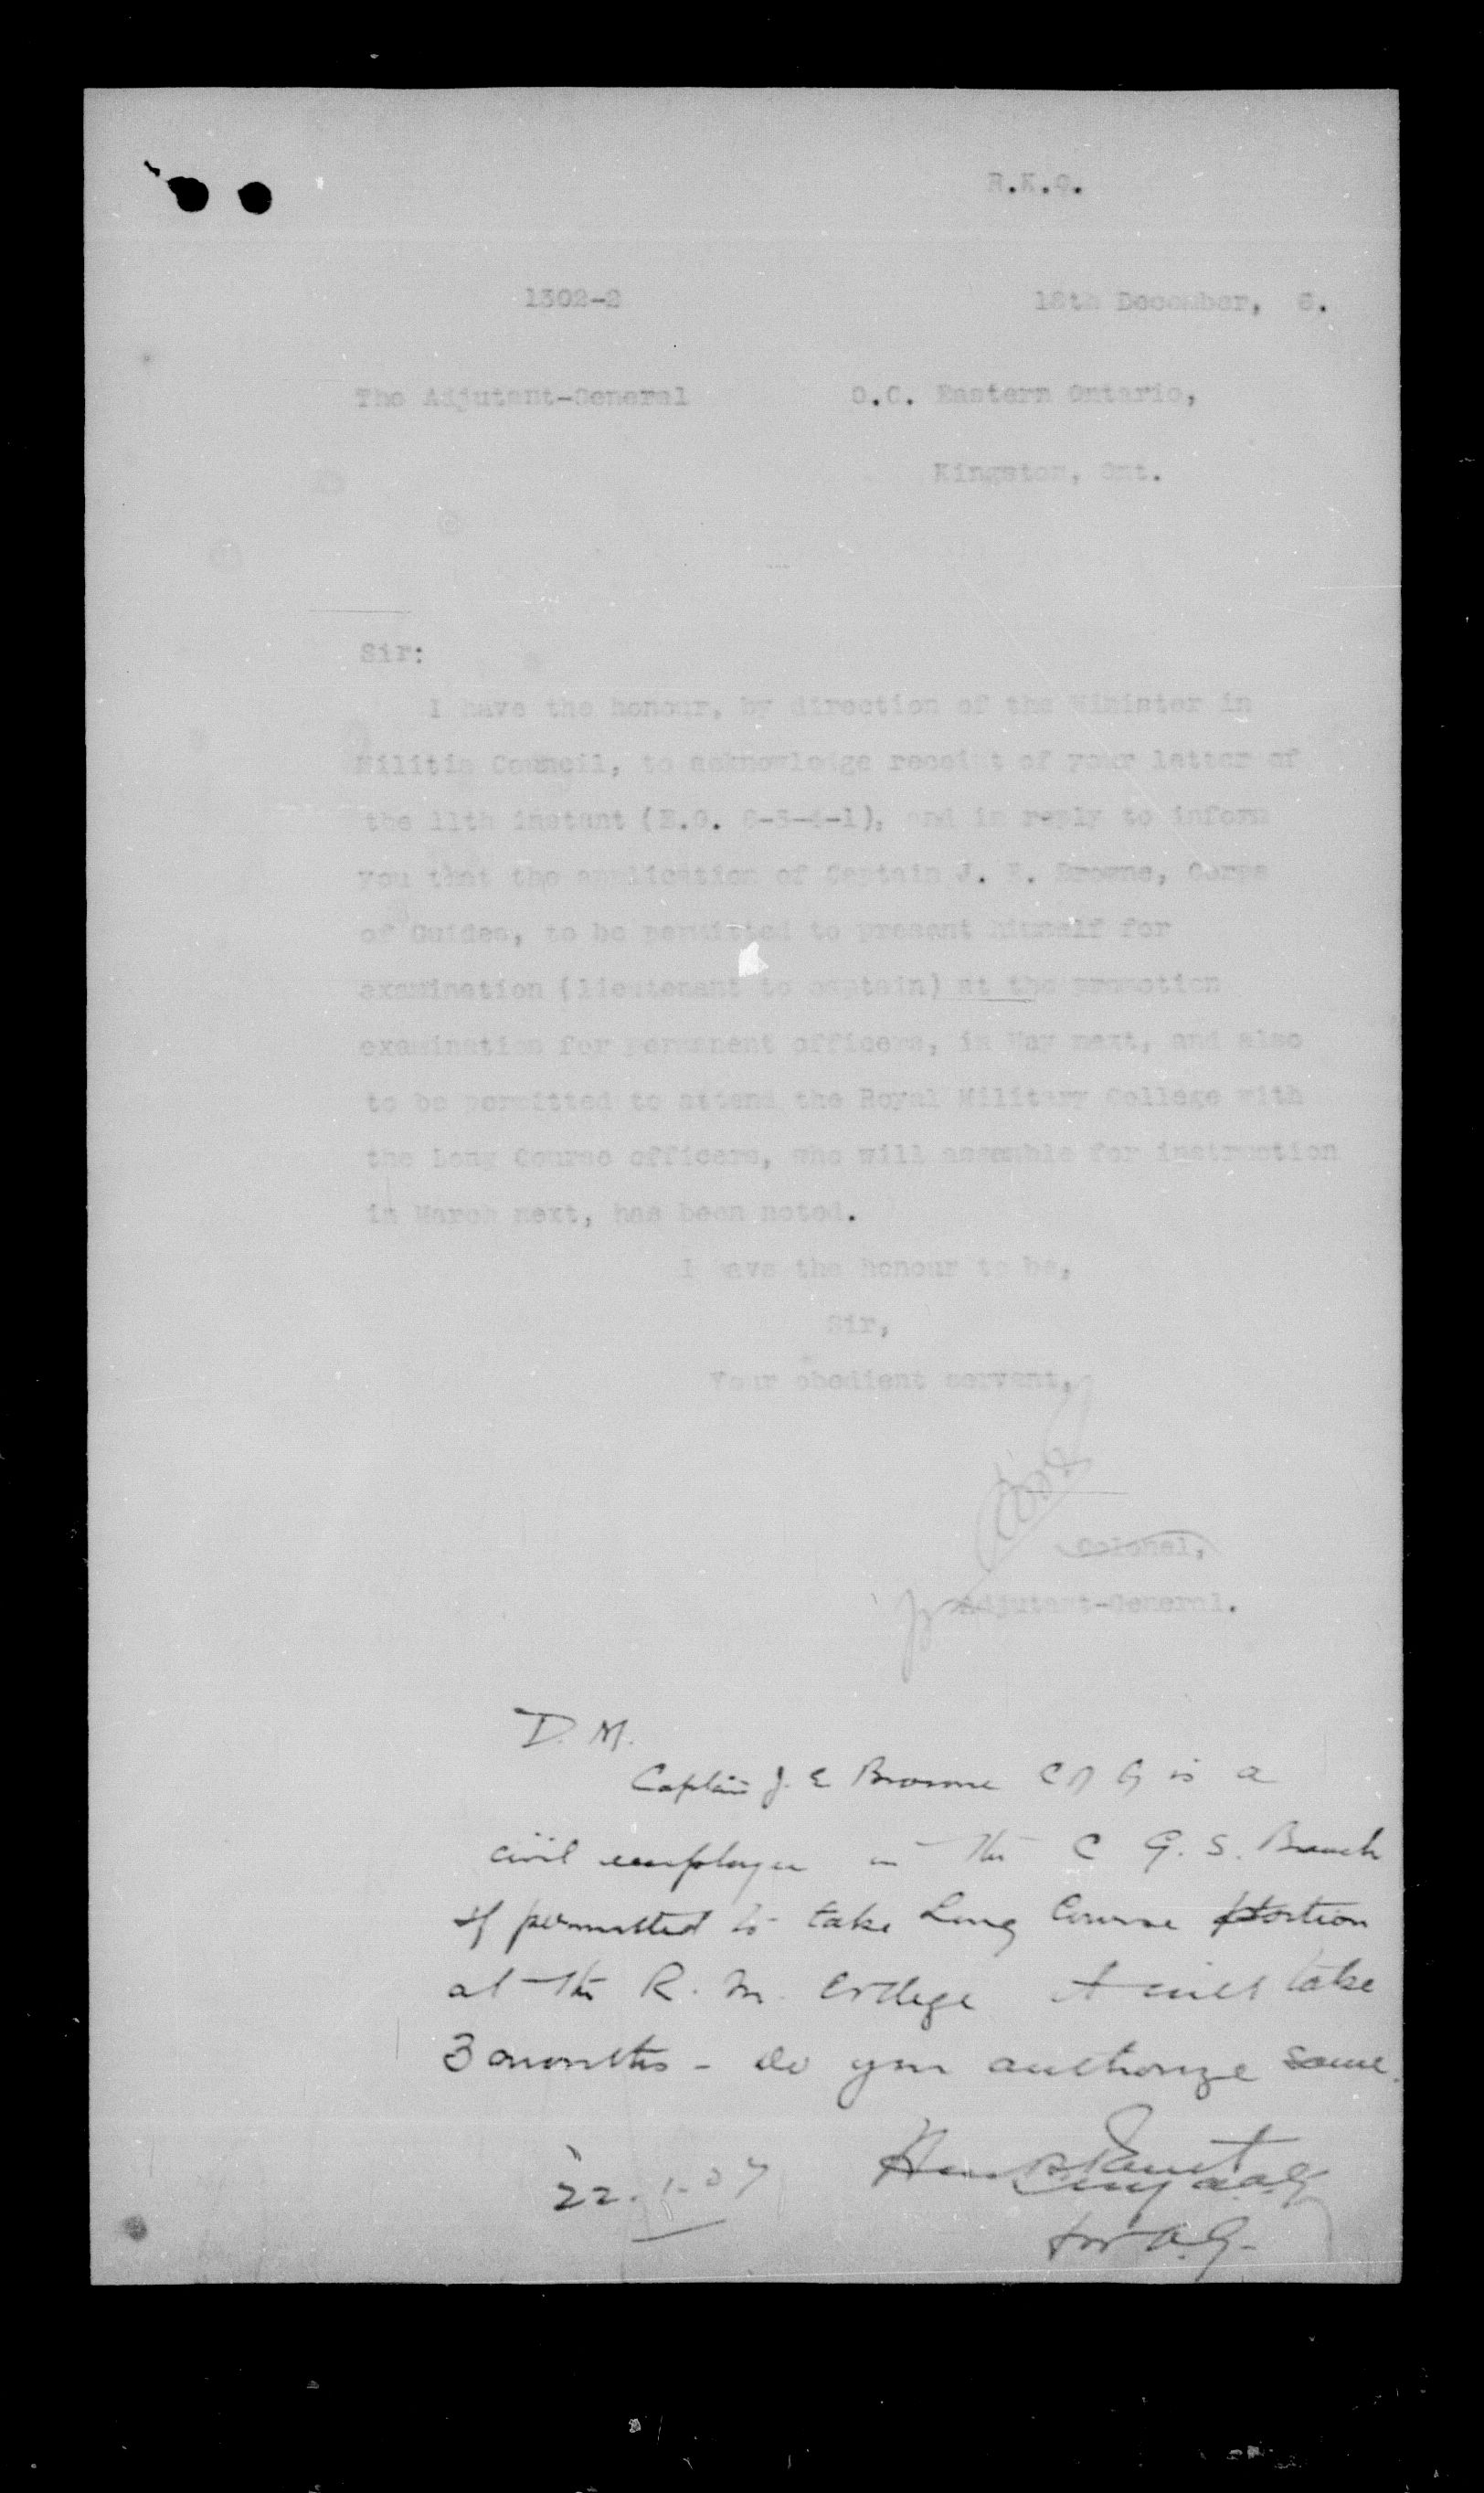 R.K.O.
1302-2
18th December, 6.
The Adjutant-General
O.C. Eastern Ontario,
Kingston, Ont.
Sir:
I have the honour, by direction of the Minister in
Militia Council, to acknowledge receipt of your letter of
the 11th instant (E.O. 6-3-4-1), and in reply to inform
you that the application of Captain J. E. Browne, Corps
of Guides, to be permitted to present himself for
examination (lieutenant to captain) at the promotion
examination for permanent officers, in May next, and also
to be permitted to attend the Royal Military College with
the Long Course officers, who will assemble for instruction
in March next, has been noted.
I have the honour to be,
Sir,
Your obedient servant,
Colonel,
Adjutant-General.
D. M.
Captain J. E Browne C of G is a
civil employee in the C G. S. Branch
If permitted to take Long Course portion
at the R. M. College it will take
3 months - do you authorize same.
22.1.07
for A.G.